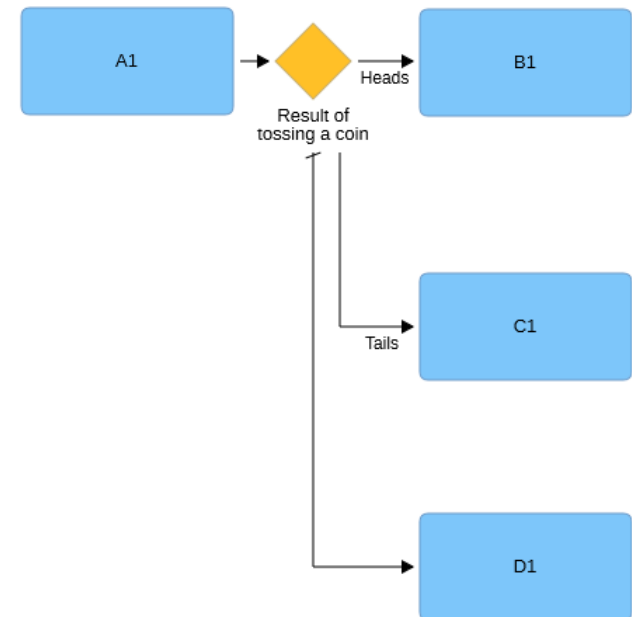 A1
B1
Heads
Result of
tossing a coin
C1
Tails
D1